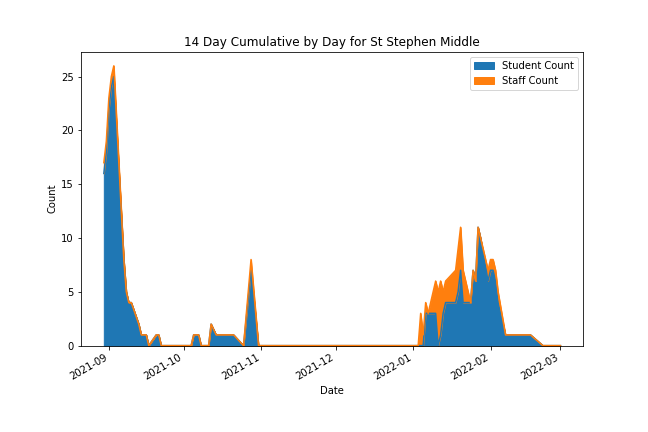 14 Day Cumulative by Day for St Stephen Middle
Student Count
Staff Count
Count
25
20
15
10
5
0
2021-09
2021-10
2021-11
2021-12
2022-01
2022-02
2022-03
Date